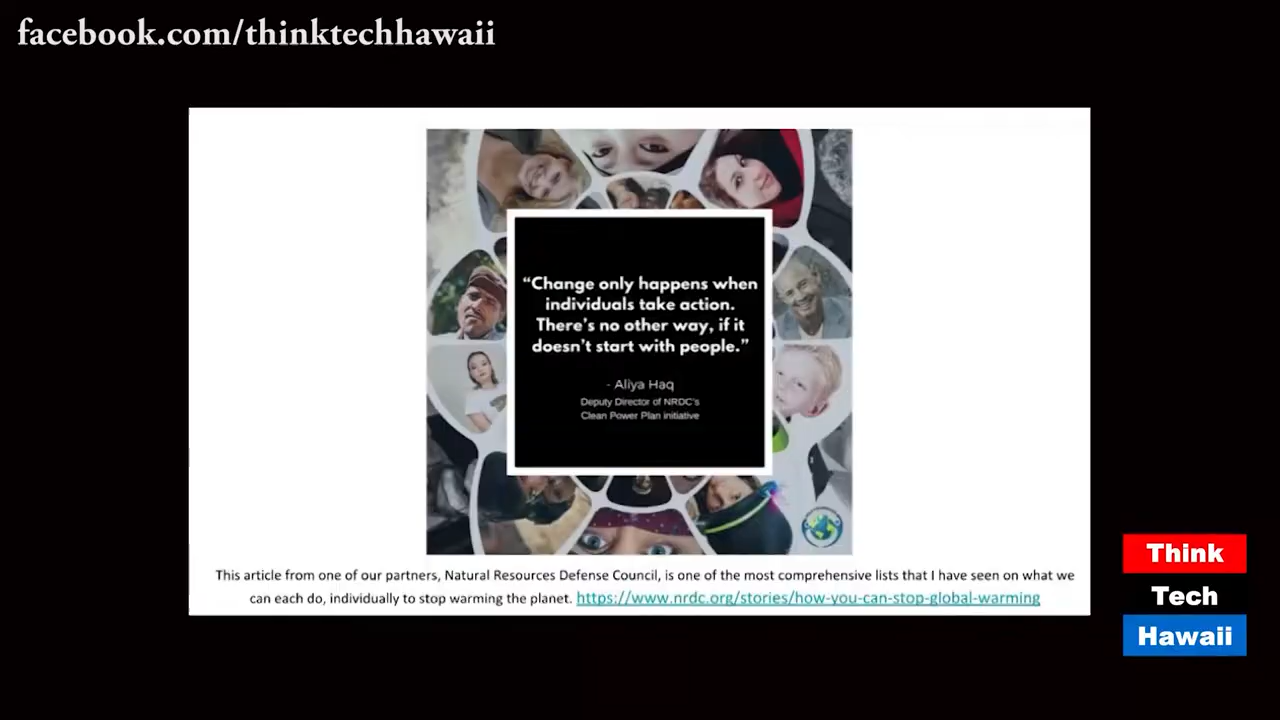 facebook.com/thinktechhawaii
“Change only happens when
individuals take action.
There’s no other way, if it
doesn’t start with people.”
- Aliya Haq
Deputy Director of NRDC’s
Clean Power Plan initiative
This article from one of our partners, Natural Resources Defense Council, is one of the most comprehensive lists that I have seen on what we
can each do, individually to stop warming the planet. https://www.nrdc.org/stories/how-you-can-stop-global-warming
Think
Tech
Hawaii